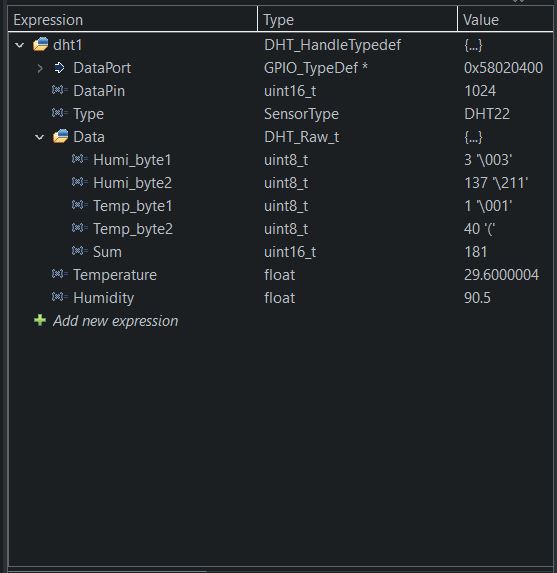 Expression Type Value
dht1 DHT_HandleTypedef {...}
DataPort GPIO_TypeDef * 0x58020400
DataPin uint16_t 1024
Type SensorType DHT22
Data DHT_Raw_t {...}
Humi_byte1 uint8_t 3 '\003'
Humi_byte2 uint8_t 137 '\211'
Temp_byte1 uint8_t 1 '\001'
Temp_byte2 uint8_t 40 '('
Sum uint16_t 181
Temperature float 29.6000004
Humidity float 90.5
Add new expression